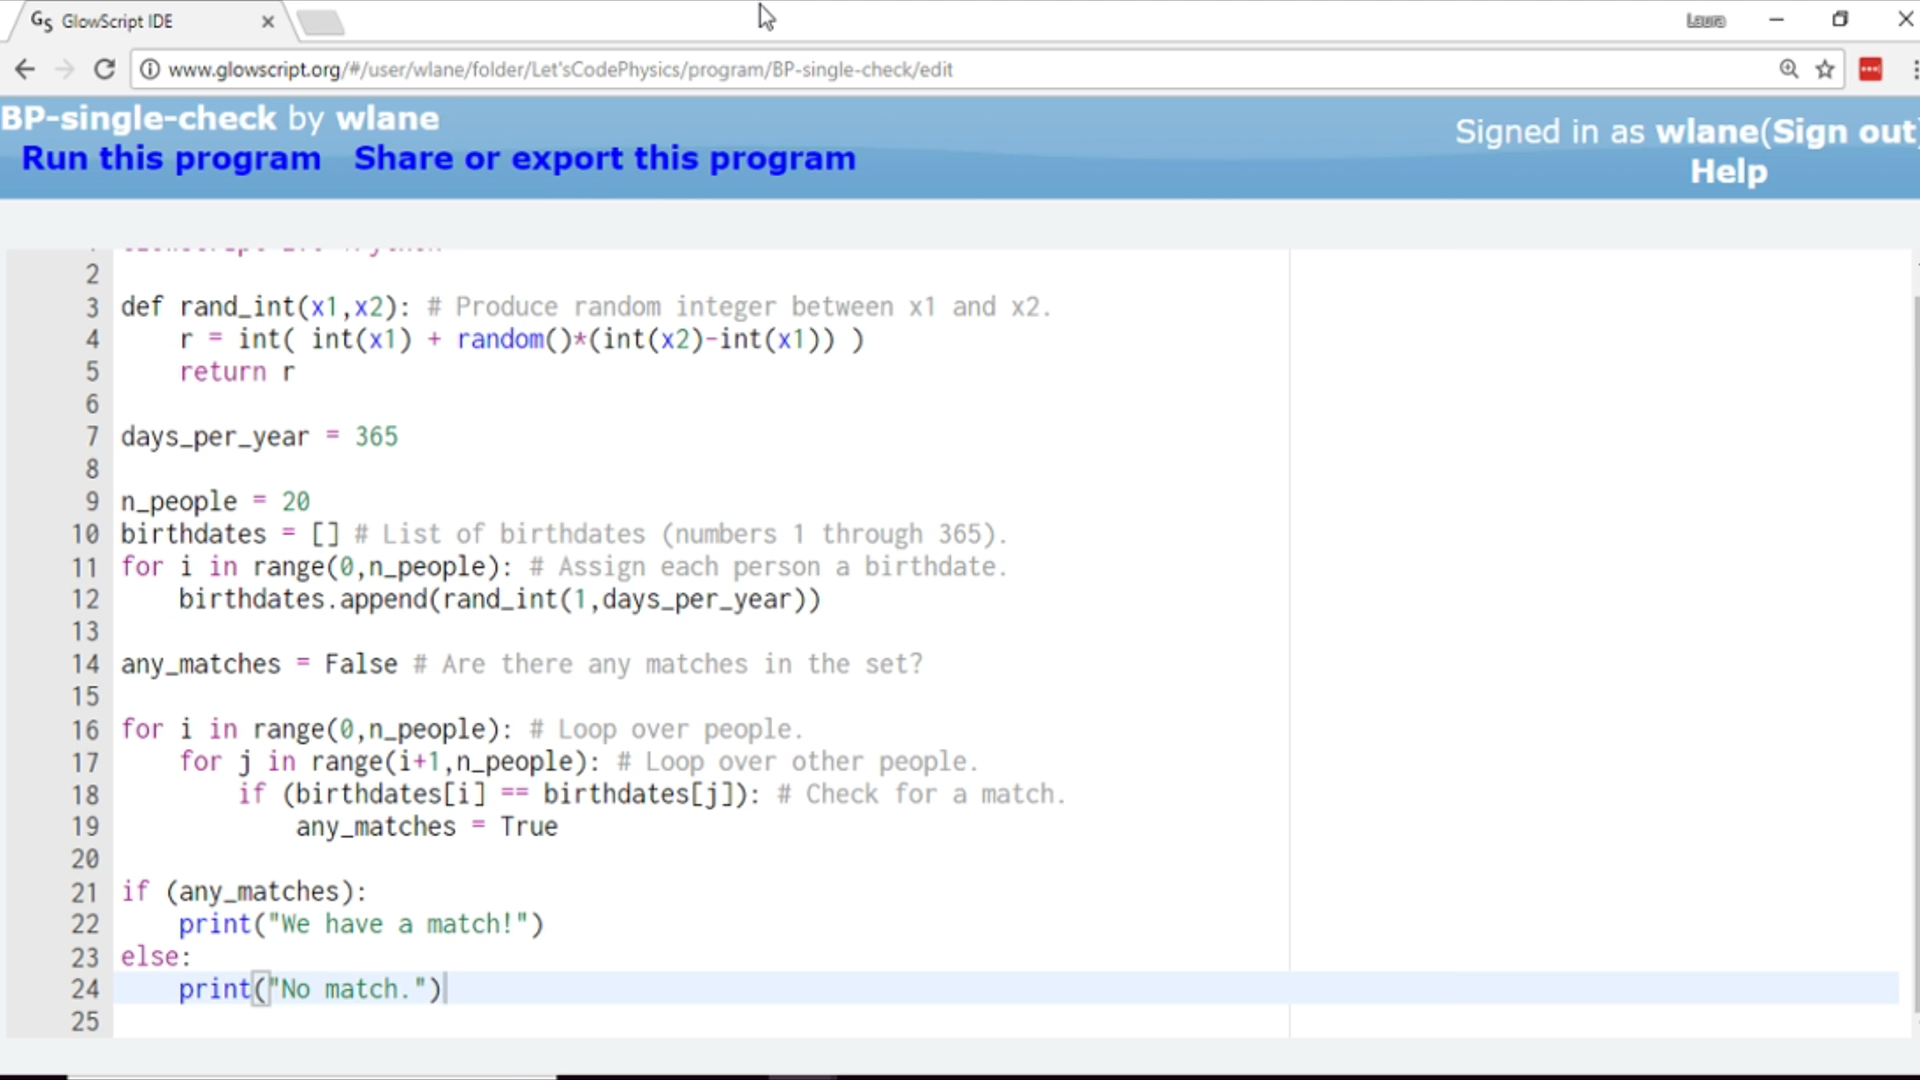 GS GlowScript IDE
Laura
www.glowscript.org/#/user/wlane/folder/Let'sCodePhysics/program/BP-single-check/edit
BP-single-check by wlane
Signed in as wlane(Sign out)
Run this program Share or export this program
Help
2
3 def rand_int(x1,x2): # Produce random integer between x1 and x2.
4 r = int( int(x1) + random()*(int(x2)-int(x1)) )
5 return r
6
7 days_per_year = 365
8
9 n_people = 20
10 birthdates = [] # List of birthdates (numbers 1 through 365).
11 for i in range(0,n_people): # Assign each person a birthdate.
12 birthdates.append(rand_int(1,days_per_year))
13
14 any_matches = False # Are there any matches in the set?
15
16 for i in range(0,n_people): # Loop over people.
17 for j in range(i+1,n_people): # Loop over other people.
18 if (birthdates[i] == birthdates[j]): # Check for a match.
19 any_matches = True
20
21 if (any_matches):
22 print("We have a match!")
23 else:
24 print("No match.")
25